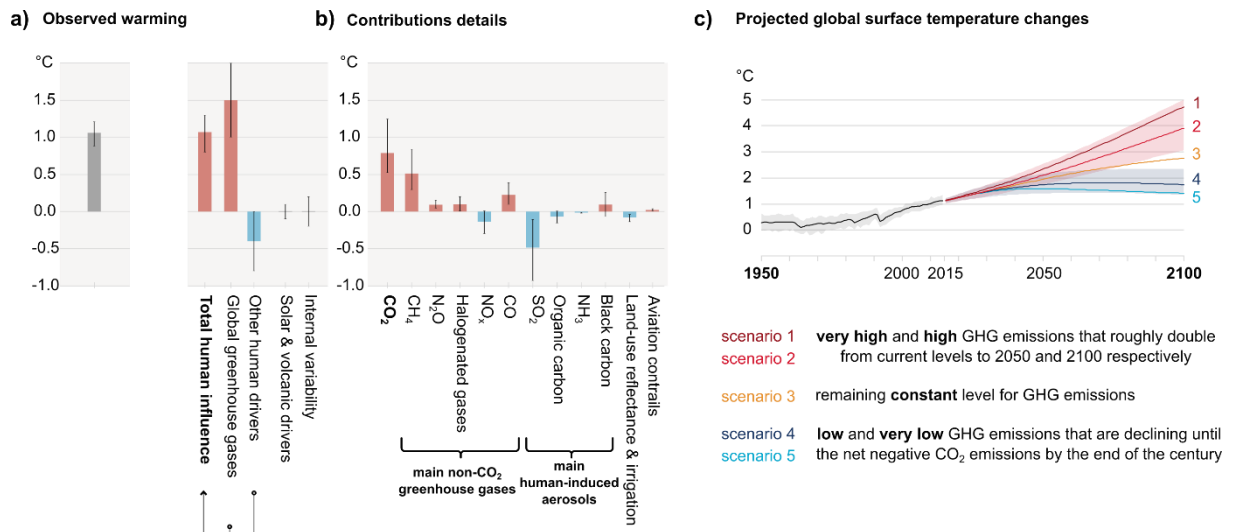 a) Observed warming
°C
1.5
1.0
0.0
-0.5
-1.0
Total human influence
Global greenhouse gases
Other human drivers
Solar & volcanic drivers
Internal variability
b) Contributions details
°C
1.5
1.0
0.0
-0.5
-1.0
CO₂
CH₄
N₂O
Halogenated gases
NOₓ
CO
SO₂
Organic carbon
NH₃
Black carbon
Land-use reflectance & irrigation
Aviation contrails
main non-CO₂
greenhouse gases
main
human-induced
aerosols
c) Projected global surface temperature changes
°C
5
4
3
2
1
0
1
2
3
4
5
1950
2000
2015
2050
2100
scenario 1 very high and high GHG emissions that roughly double
scenario 2 from current levels to 2050 and 2100 respectively
scenario 3 remaining constant level for GHG emissions
scenario 4 low and very low GHG emissions that are declining until
scenario 5 the net negative CO₂ emissions by the end of the century